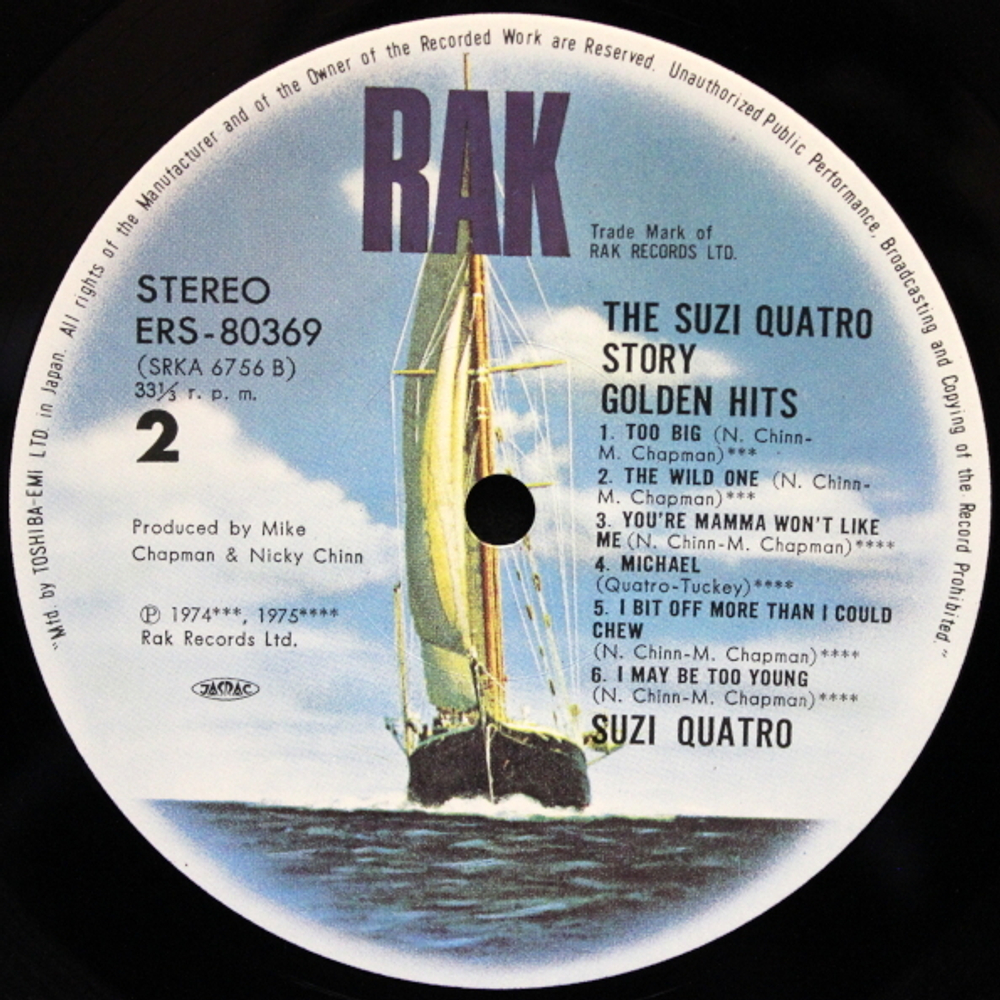 "Mfd. by TOSHIBA-EMI LTD. in Japan. All rights of the Manufacturer and of the Owner of the Recorded Work are Reserved. Unauthorized Public Performance, Broadcasting and Copying of the Record Prohibited."
RAK
Trade Mark of
RAK RECORDS LTD.
STEREO
ERS-80369
(SRKA 6756 B)
33⅓ r. p. m.
2
Produced by Mike
Chapman & Nicky Chinn
Ⓟ 1974***, 1975****
Rak Records Ltd.
JASRAC
THE SUZI QUATRO
STORY
GOLDEN HITS
1. TOO BIG (N. Chinn-
M. Chapman)***
2. THE WILD ONE (N. Chinn-
M. Chapman)***
3. YOU'RE MAMMA WON'T LIKE
ME (N. Chinn-M. Chapman)****
4. MICHAEL
(Quatro-Tuckey)****
5. I BIT OFF MORE THAN I COULD
CHEW
(N. Chinn-M. Chapman)****
6. I MAY BE TOO YOUNG
(N. Chinn-M. Chapman)****
SUZI QUATRO